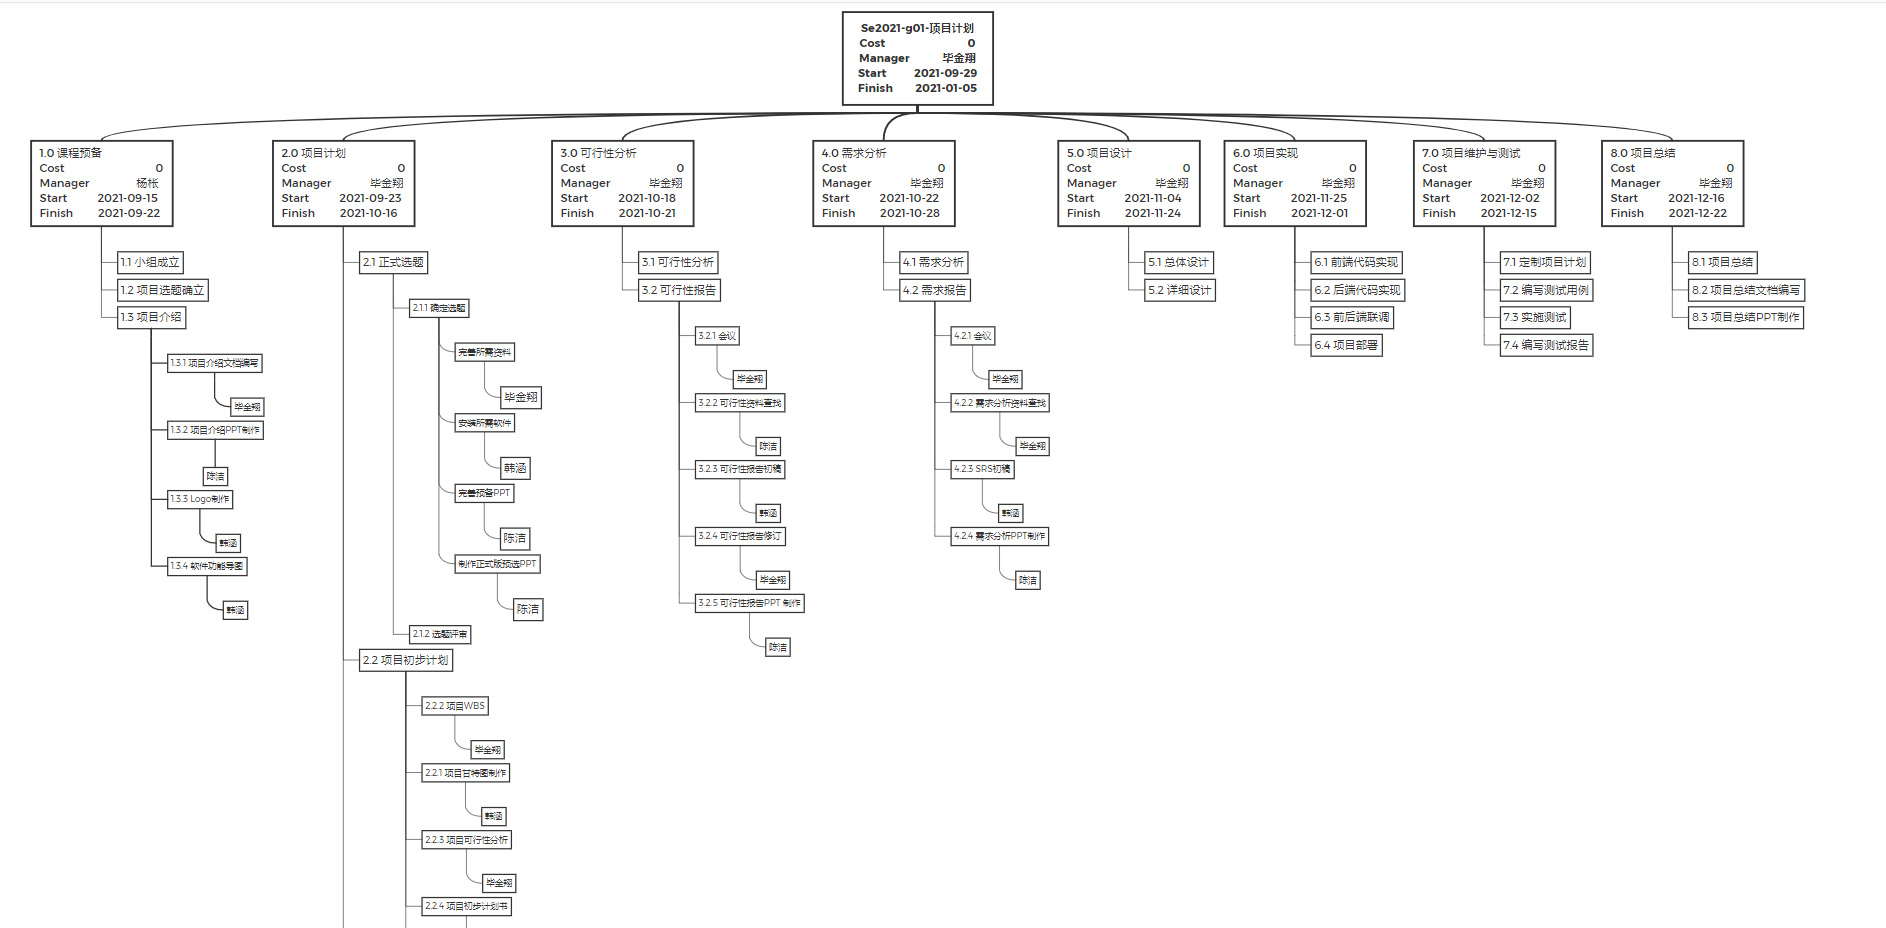 Se2021-g01-项目计划
Cost 0
Manager 毕金翔
Start 2021-09-29
Finish 2021-01-05
1.0 课程预备
Cost 0
Manager 杨枨
Start 2021-09-15
Finish 2021-09-22
1.1 小组成立
1.2 项目选题确立
1.3 项目介绍
1.3.1 项目介绍文档编写
毕金翔
1.3.2 项目介绍PPT制作
陈洁
1.3.3 Logo制作
韩涵
1.3.4 软件功能导图
韩涵
2.0 项目计划
Cost 0
Manager 毕金翔
Start 2021-09-23
Finish 2021-10-16
2.1 正式选题
2.1.1 确定选题
完善所需资料
毕金翔
安装所需软件
韩涵
完善预备PPT
陈洁
制作正式版预选PPT
陈洁
2.1.2 选题评审
2.2 项目初步计划
2.2.2 项目WBS
毕金翔
2.2.1 项目甘特图制作
韩涵
2.2.3 项目可行性分析
毕金翔
2.2.4 项目初步计划书
3.0 可行性分析
Cost 0
Manager 毕金翔
Start 2021-10-18
Finish 2021-10-21
3.1 可行性分析
3.2 可行性报告
3.2.1 会议
毕金翔
3.2.2 可行性资料查找
陈洁
3.2.3 可行性报告初稿
韩涵
3.2.4 可行性报告修订
毕金翔
3.2.5 可行性报告PPT 制作
陈洁
4.0 需求分析
Cost 0
Manager 毕金翔
Start 2021-10-22
Finish 2021-10-28
4.1 需求分析
4.2 需求报告
4.2.1 会议
毕金翔
4.2.2 需求分析资料查找
毕金翔
4.2.3 SRS初稿
韩涵
4.2.4 需求分析PPT制作
陈洁
5.0 项目设计
Cost 0
Manager 毕金翔
Start 2021-11-04
Finish 2021-11-24
5.1 总体设计
5.2 详细设计
6.0 项目实现
Cost 0
Manager 毕金翔
Start 2021-11-25
Finish 2021-12-01
6.1 前端代码实现
6.2 后端代码实现
6.3 前后端联调
6.4 项目部署
7.0 项目维护与测试
Cost 0
Manager 毕金翔
Start 2021-12-02
Finish 2021-12-15
7.1 定制项目计划
7.2 编写测试用例
7.3 实施测试
7.4 编写测试报告
8.0 项目总结
Cost 0
Manager 毕金翔
Start 2021-12-16
Finish 2021-12-22
8.1 项目总结
8.2 项目总结文档编写
8.3 项目总结PPT制作